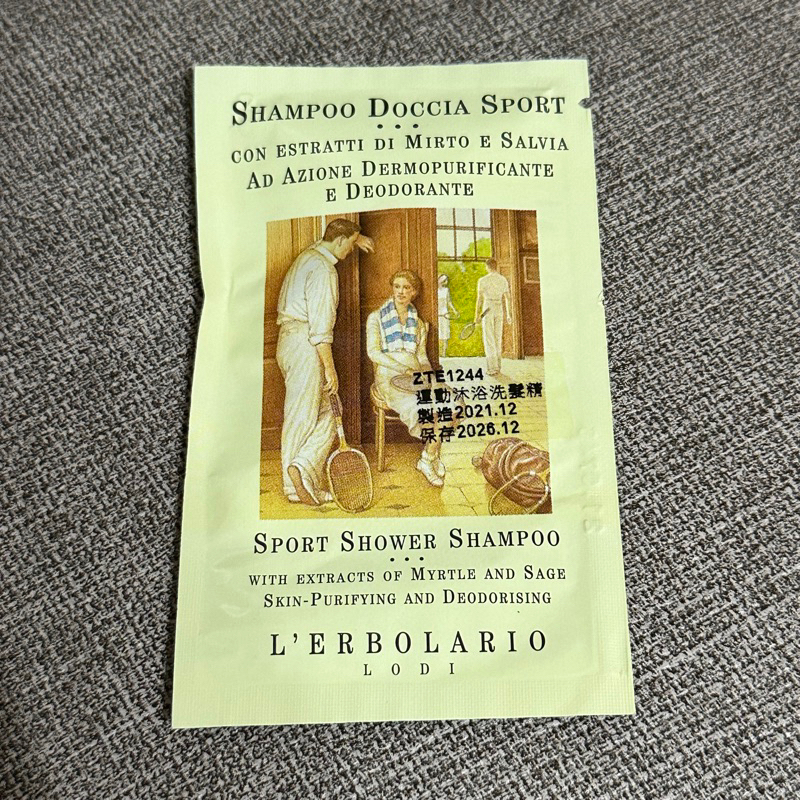 SHAMPOO DOCCIA SPORT
CON ESTRATTI DI MIRTO E SALVIA
AD AZIONE DERMOPURIFICANTE
E DEODORANTE
ZTE1244
運動沐浴洗髮精
製造2021.12
保存2026.12
SPORT SHOWER SHAMPOO
WITH EXTRACTS OF MYRTLE AND SAGE
SKIN-PURIFYING AND DEODORISING
L'ERBOLARIO
LODI